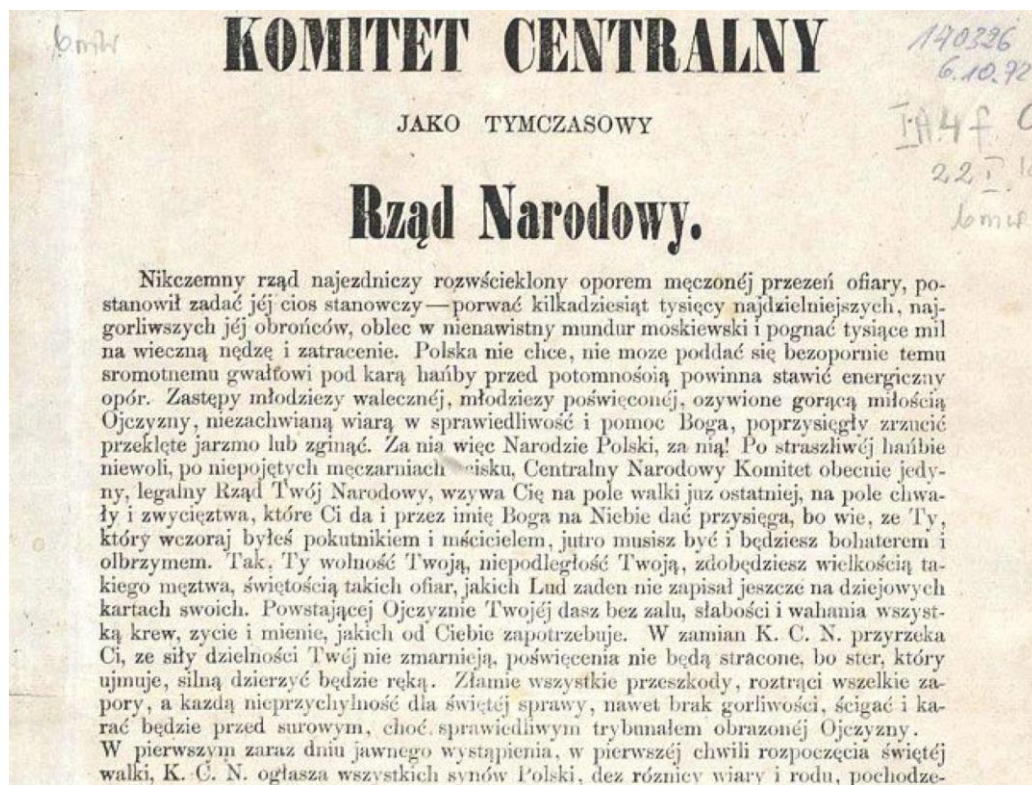 KOMITET CENTRALNY
JAKO TYMCZASOWY
Rząd Narodowy.
140326
6.10.92
I A 4 f
22 I
Nikczemny rząd najezdniczy rozwścieklony oporem męczonéj przezeń ofiary, po-
stanowił zadać jéj cios stanowczy—porwać kilkadziesiąt tysięcy najdzielniejszych, naj-
gorliwszych jéj obrońców, oblec w nienawistny mundur moskiewski i pognać tysiące mil
na wieczną nędzę i zatracenie. Polska nie chce, nie moze poddać się bezopornie temu
sromotnemu gwałtowi pod karą hańby przed potomnośoią powinna stawić energiczny
opór. Zastępy młodziezy walecznéj, młodziezy poświęconéj, ozywione gorącą miłością
Ojczyzny, niezachwianą wiarą w sprawiedliwość i pomoc Boga, poprzysięgły zrzucić
przeklęte jarzmo lub zginąć. Za nią więc Narodzie Polski, za nią! Po straszliwéj hańbie
niewoli, po niepojętych męczarniach Centralny Narodowy Komitet obecnie jedy-
ny, legalny Rząd Twój Narodowy, wzywa Cię na pole walki juz ostatniej, na pole chwa-
ły i zwycięztwa, które Ci da i przez imię Boga na Niebie dać przysięga, bo wie, ze Ty,
który wczoraj byłeś pokutnikiem i mścicielem, jutro musisz być i będziesz bohaterem i
olbrzymem. Tak, Ty wolność Twoją, niepodległość Twoją, zdobędziesz wielkością ta-
kiego męztwa, świętością takich ofiar, jakich Lud zaden nie zapisał jeszcze na dziejowych
kartach swoich. Powstającej Ojczyznie Twojéj dasz bez zalu, słabości i wahania wszyst-
ką krew, zycie i mienie, jakich od Ciebie zapotrzebuje. W zamian K. C. N. przyrzeka
Ci, ze siły dzielności Twéj nie zmarnieją, poświęcenia nie będą stracone, bo ster, który
ujmuje, silną dzierzyć będzie ręką. Złamie wszystkie przeszkody, roztrąci wszelkie za-
pory, a kazdą nieprzychylność dla świętej sprawy, nawet brak gorliwości, ścigać i ka-
rać będzie przed surowym, choć sprawiedliwym trybunałem obrazonéj Ojczyzny.
W pierwszym zaraz dniu jawnego wystąpienia, w pierwszéj chwili rozpoczęcia świętéj
walki, K. C. N. ogłasza wszystkich synów Polski, dez róznicy wiary i rodu, pochodze-